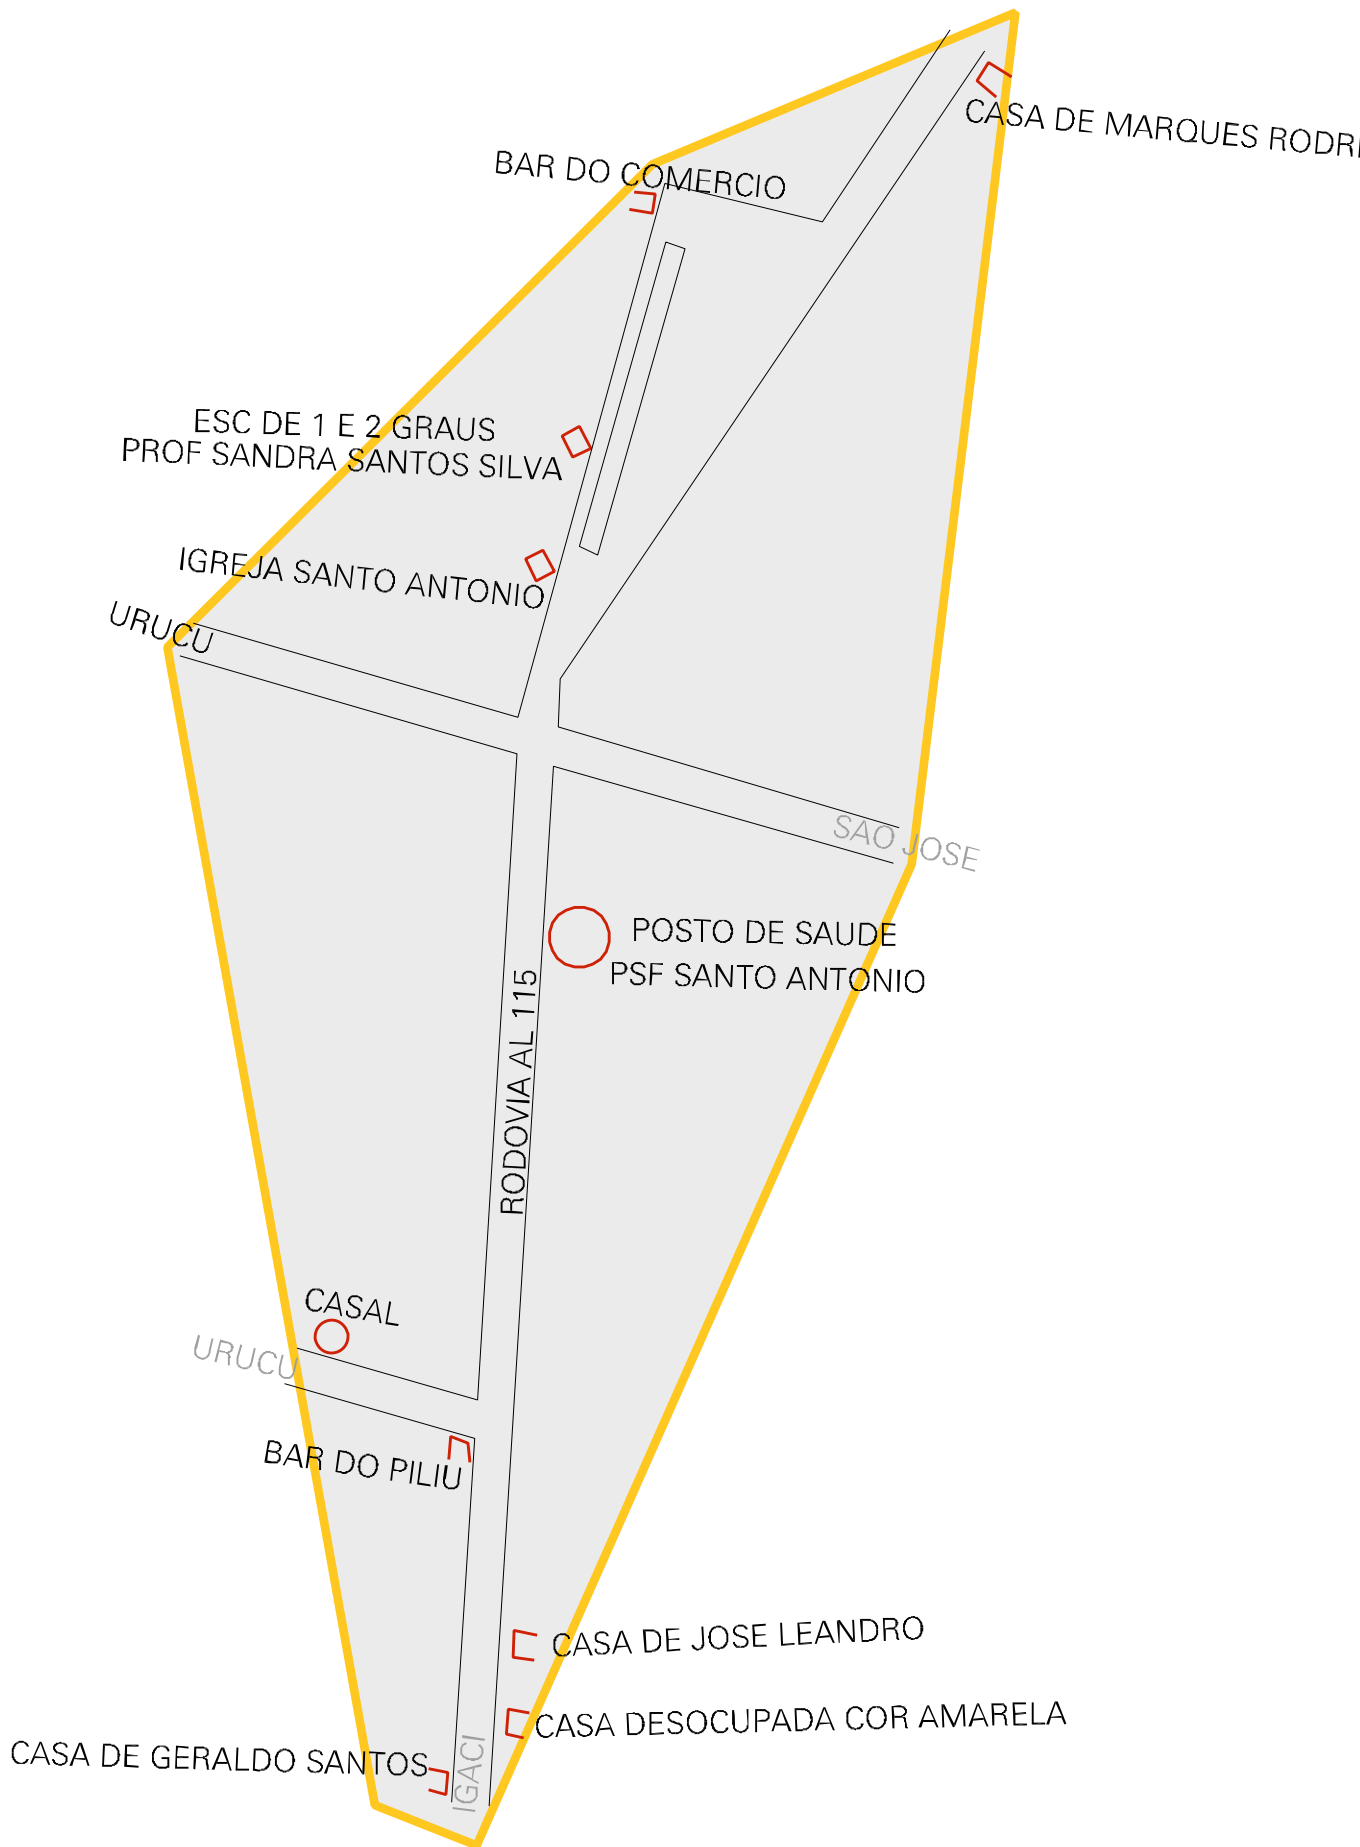 CASA DE MARQUES
BAR DO COMERCIO
ESC DE 1 E 2 GRAUS
PROF SANDRA SANTOS SILVA
IGREJA SANTO ANTONIO
URUCU
SAO JOSE
POSTO DE SAUDE
PSF SANTO ANTONIO
RODOVIA AL 115
CASAL
URUCU
BAR DO PILIU
CASA DE JOSE LEANDRO
CASA DESOCUPADA COR AMARELA
CASA DE GERALDO SANTOS
IGACI